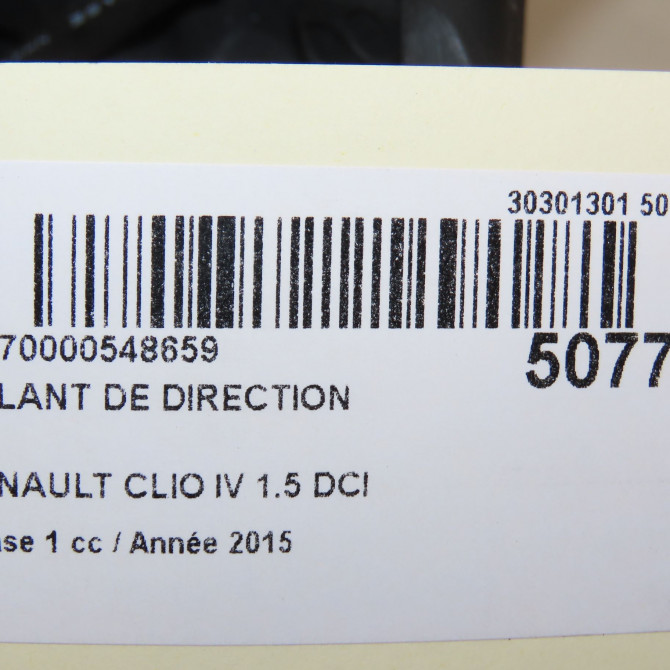 30301301 50
70000548659
5077
LANT DE DIRECTION
NAULT CLIO IV 1.5 DCI
se 1 cc / Année 2015